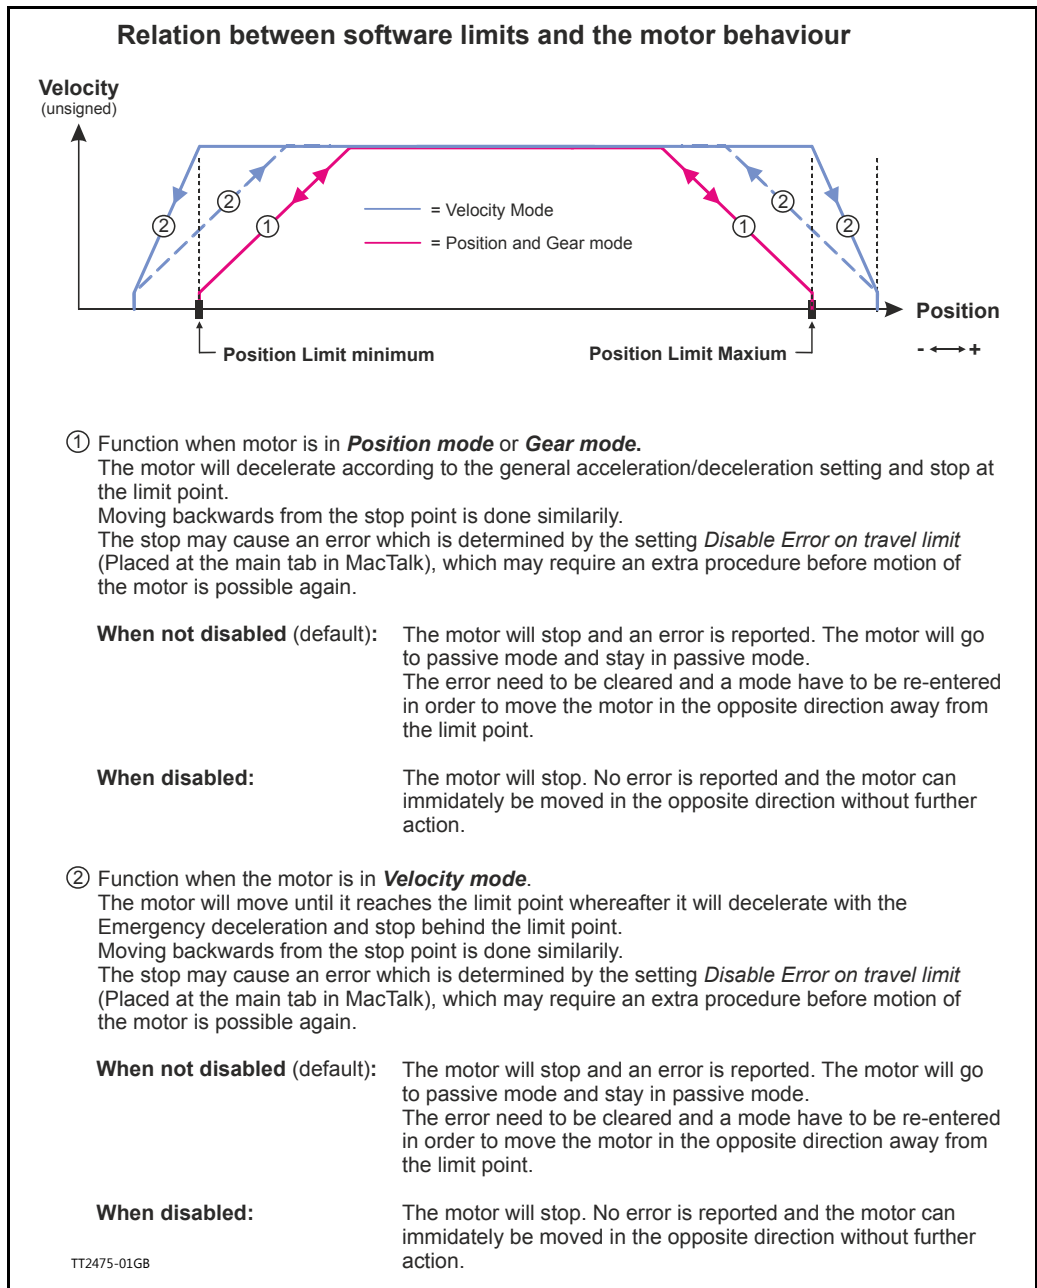 Relation between software limits and the motor behaviour
Velocity
(unsigned)
2
2
1
= Velocity Mode
= Position and Gear mode
1
2
2
Position
- +
Position Limit minimum
Position Limit Maxium
1 Function when motor is in Position mode or Gear mode.
The motor will decelerate according to the general acceleration/deceleration setting and stop at
the limit point.
Moving backwards from the stop point is done similarily.
The stop may cause an error which is determined by the setting Disable Error on travel limit
(Placed at the main tab in MacTalk), which may require an extra procedure before motion of
the motor is possible again.
When not disabled (default): The motor will stop and an error is reported. The motor will go
to passive mode and stay in passive mode.
The error need to be cleared and a mode have to be re-entered
in order to move the motor in the opposite direction away from
the limit point.
When disabled: The motor will stop. No error is reported and the motor can
immidately be moved in the opposite direction without further
action.
2 Function when the motor is in Velocity mode.
The motor will move until it reaches the limit point whereafter it will decelerate with the
Emergency deceleration and stop behind the limit point.
Moving backwards from the stop point is done similarily.
The stop may cause an error which is determined by the setting Disable Error on travel limit
(Placed at the main tab in MacTalk), which may require an extra procedure before motion of
the motor is possible again.
When not disabled (default): The motor will stop and an error is reported. The motor will go
to passive mode and stay in passive mode.
The error need to be cleared and a mode have to be re-entered
in order to move the motor in the opposite direction away from
the limit point.
When disabled: The motor will stop. No error is reported and the motor can
immidately be moved in the opposite direction without further
action.
TT2475-01GB